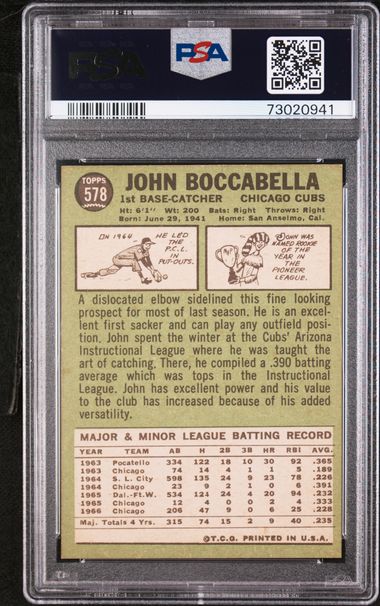 PSA PSA
73020941
TOPPS
578
JOHN BOCCABELLA
1st BASE-CATCHER CHICAGO CUBS
Ht: 6'1" Wt: 200 Bats: Right Throws: Right
Born: June 29, 1941 Home: San Anselmo, Cal.
IN 1964 HE LED THE P.C.L. IN PUT-OUTS.
JOHN WAS NAMED ROOKIE OF THE YEAR IN THE PIONEER LEAGUE.
A dislocated elbow sidelined this fine looking
prospect for most of last season. He is an excel-
lent first sacker and can play any outfield posi-
tion. John spent the winter at the Cubs' Arizona
Instructional League where he was taught the
art of catching. There, he compiled a .390 batting
average which was tops in the Instructional
League. John has excellent power and his value
to the club has increased because of his added
versatility.
MAJOR & MINOR LEAGUE BATTING RECORD
YEAR TEAM AB H 2B 3B HR RBI AVG.
1963 Pocatello 334 122 18 10 30 92 .365
1963 Chicago 74 14 4 1 1 5 .189
1964 S. L. City 598 135 24 9 23 78 .226
1964 Chicago 23 9 2 1 0 6 .391
1965 Dal.-Ft.W. 534 124 24 4 20 94 .232
1965 Chicago 12 4 0 0 2 4 .333
1966 Chicago 206 47 9 0 6 25 .228
Maj. Totals 4 Yrs. 315 74 15 2 9 40 .235
©T.C.G. PRINTED IN U.S.A.